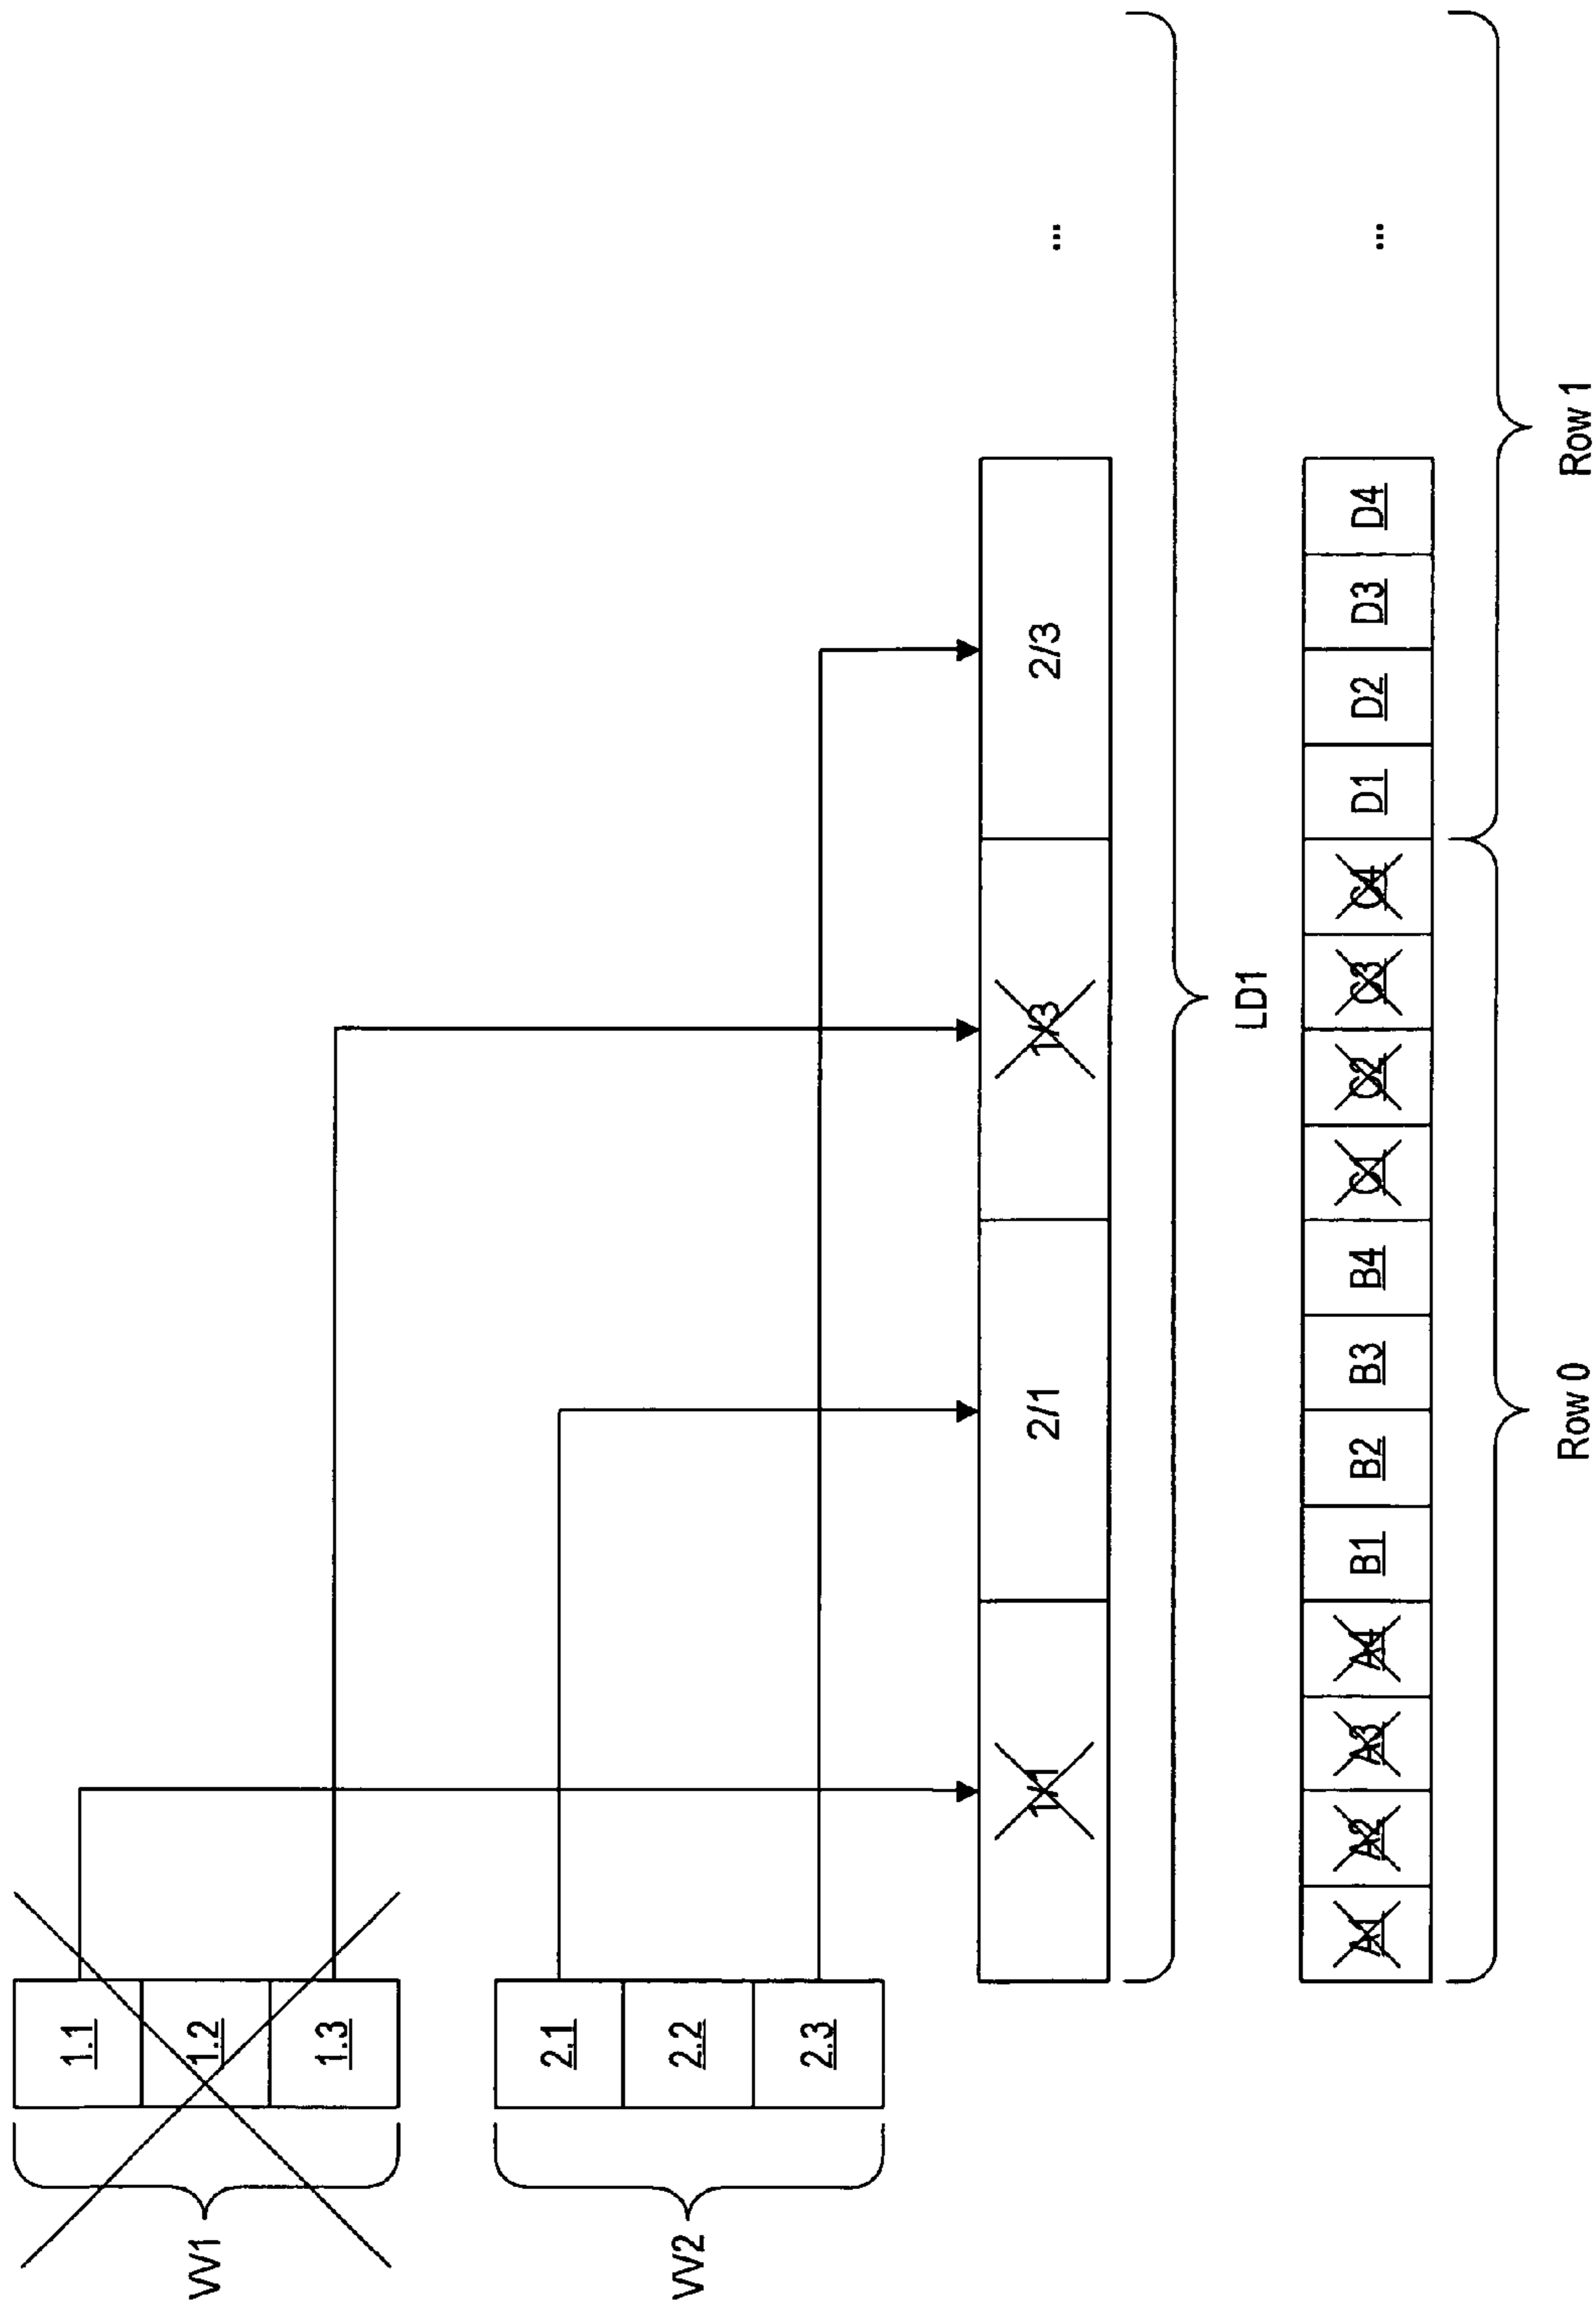 VV1
1.1
1.2
1.3
VV2
2.1
2.2
2.3
1/1
2/1
1/3
2/3
...
LD1
A1
A2
A3
A4
B1
B2
B3
B4
C1
C2
C3
C4
D1
D2
D3
D4
...
Row 0
Row 1